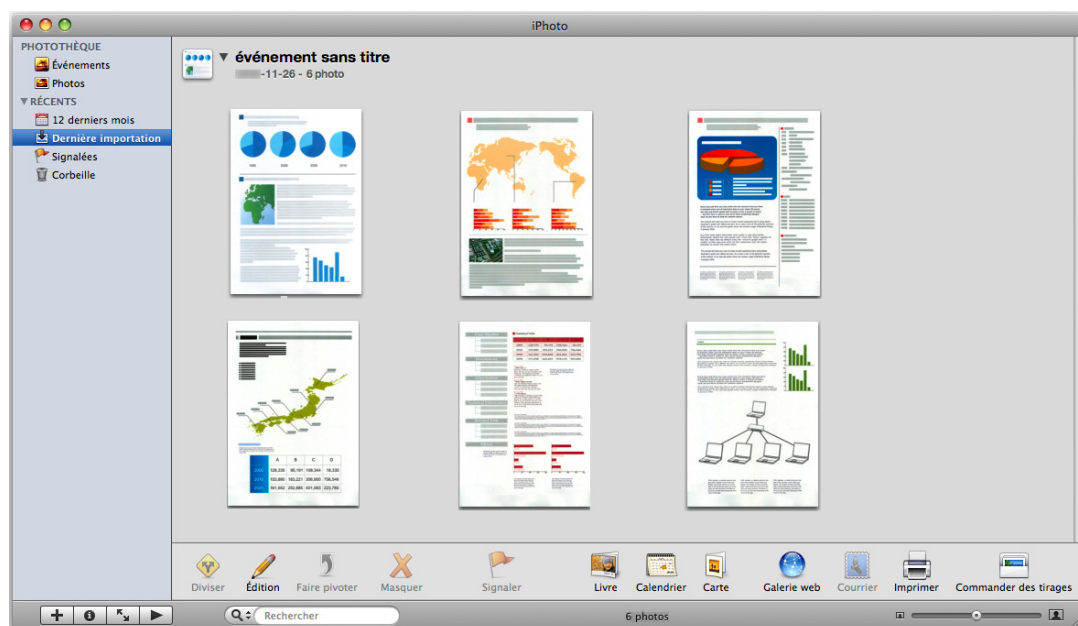 iPhoto
PHOTOTHÈQUE
Événements
Photos
RÉCENTS
12 derniers mois
Dernière importation
Signalées
Corbeille
événement sans titre
-11-26 - 6 photo
A B C D
Diviser
Édition
Faire pivoter
Masquer
Signaler
Livre
Calendrier
Carte
Galerie web
Courrier
Imprimer
Commander des tirages
Rechercher
6 photos